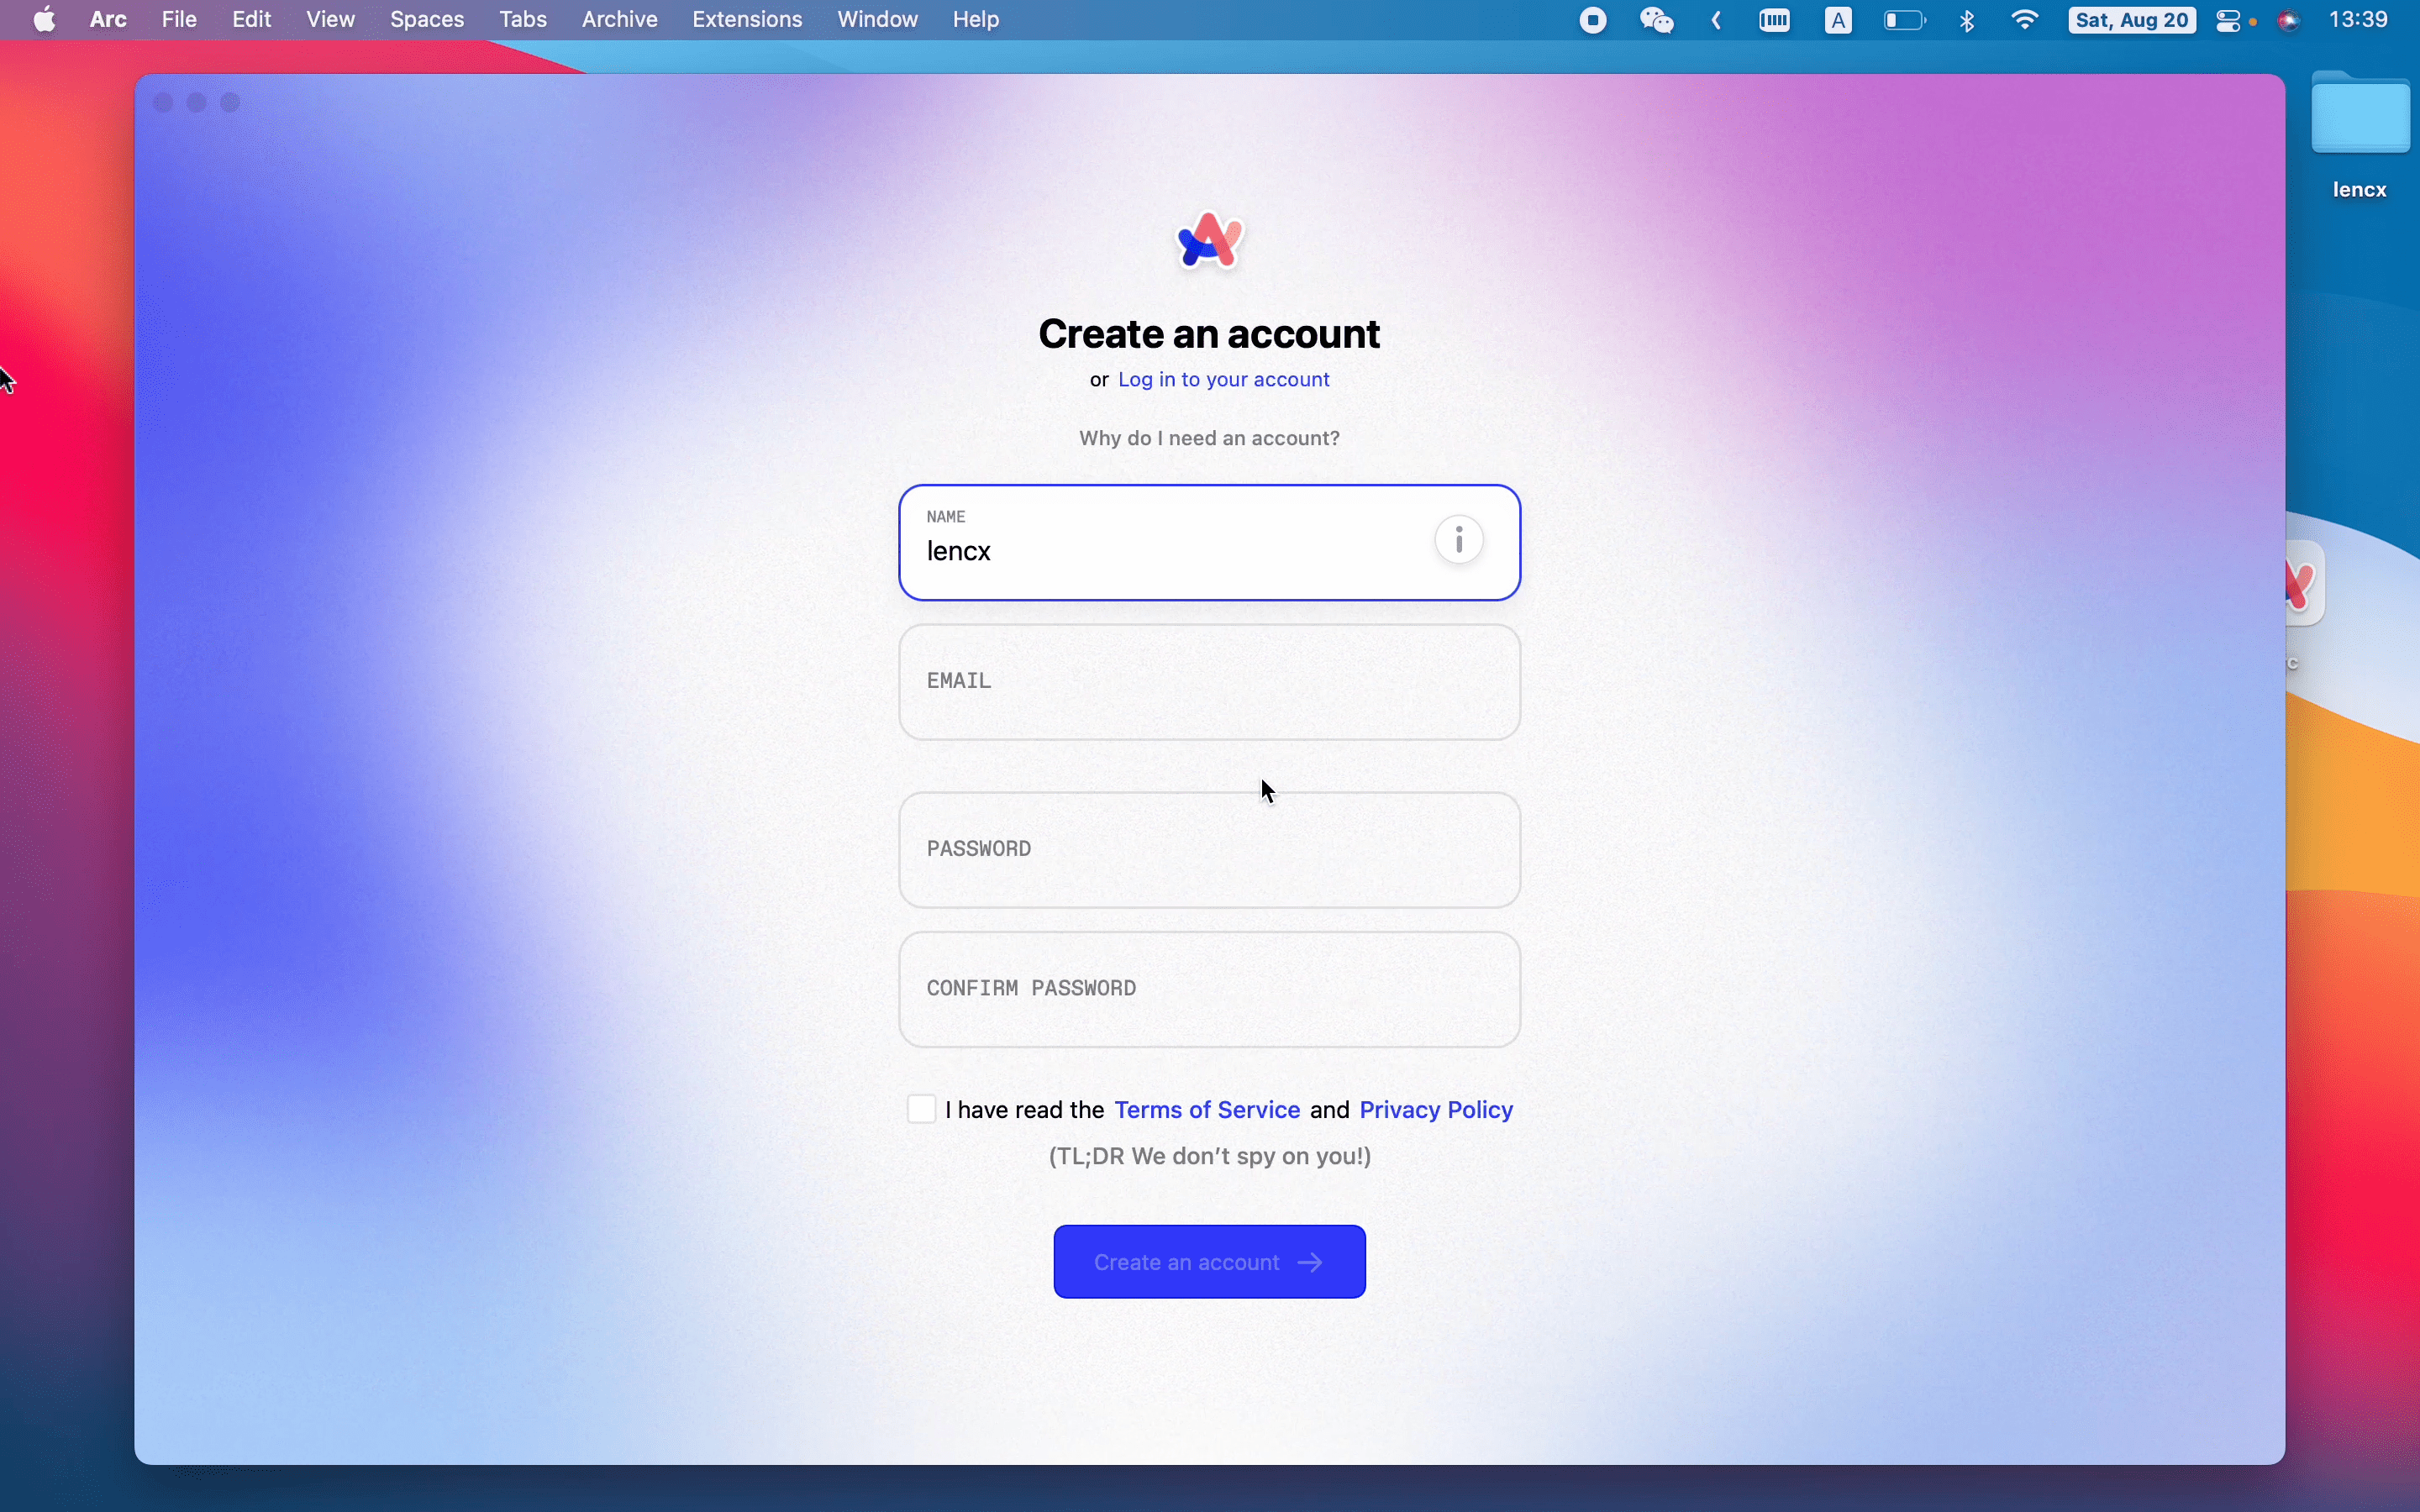 Arc File Edit View Spaces Tabs Archive Extensions Window Help A Sat, Aug 20 13:39
lencx
Create an account
or Log in to your account
Why do I need an account?
NAME
lencx
EMAIL
PASSWORD
CONFIRM PASSWORD
I have read the Terms of Service and Privacy Policy
(TL;DR We don’t spy on you!)
Create an account